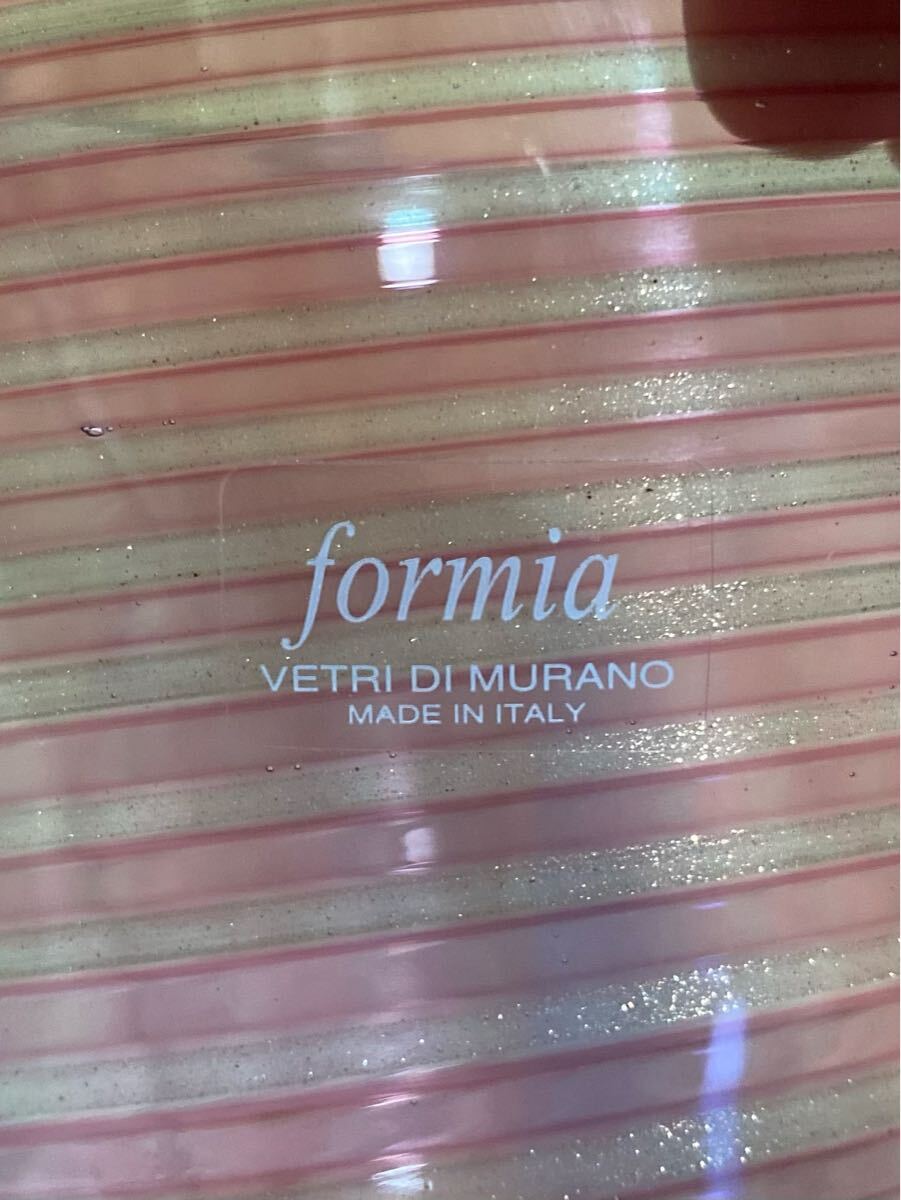 formia
VETRI DI MURANO
MADE IN ITALY